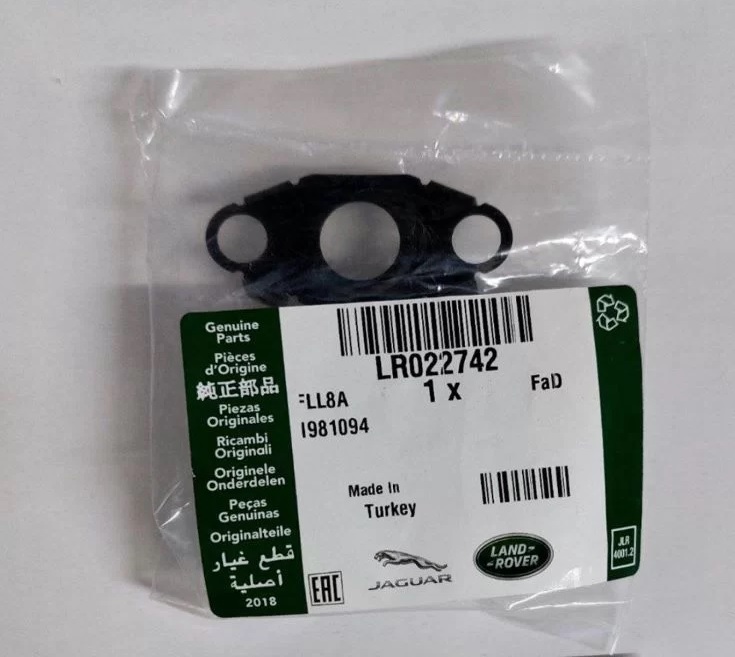 Genuine
Parts
Pièces
d'Origine
純正部品
Piezas
Originales
Ricambi
Originali
Originele
Onderdelen
Peças
Genuinas
Originalteile
قطع غيار
أصلية
2018
LR022742
1 x
FaD
FLL8A
1981094
Made in
Turkey
EAC
JAGUAR
LAND-
-ROVER
JLR
4001.2